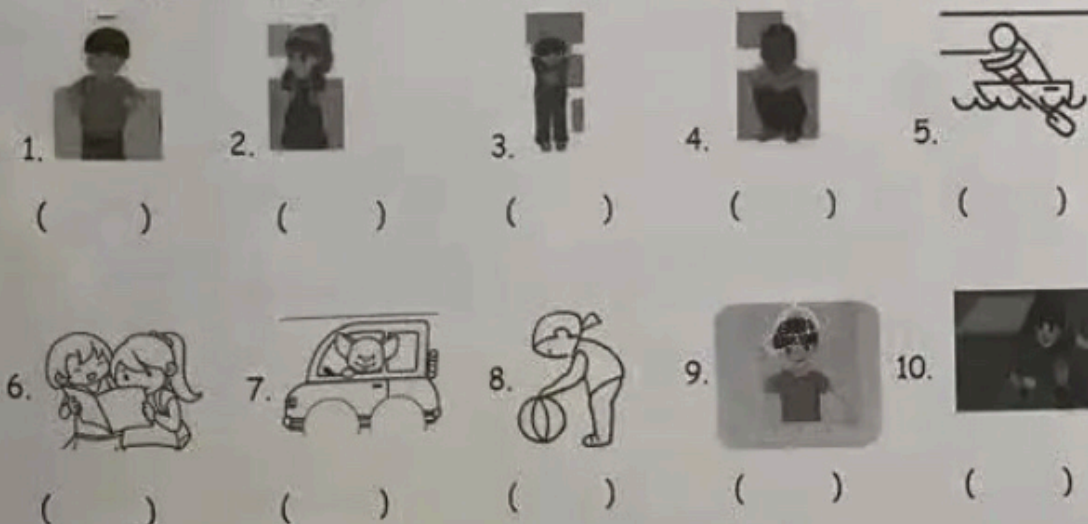 1. 2. 3. 4. 5.
( ) ( ) ( ) ( ) ( )
6. 7. 8. 9. 10.
( ) ( ) ( ) ( ) ( )